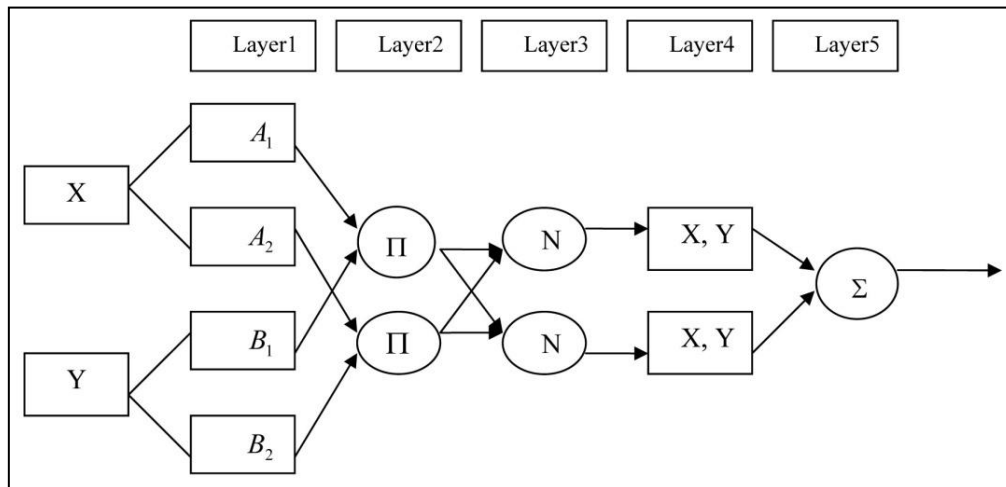 Layer1 Layer2 Layer3 Layer4 Layer5
A₁
X
A₂
Π N X, Y
Σ
B₁
Π N X, Y
Y
B₂